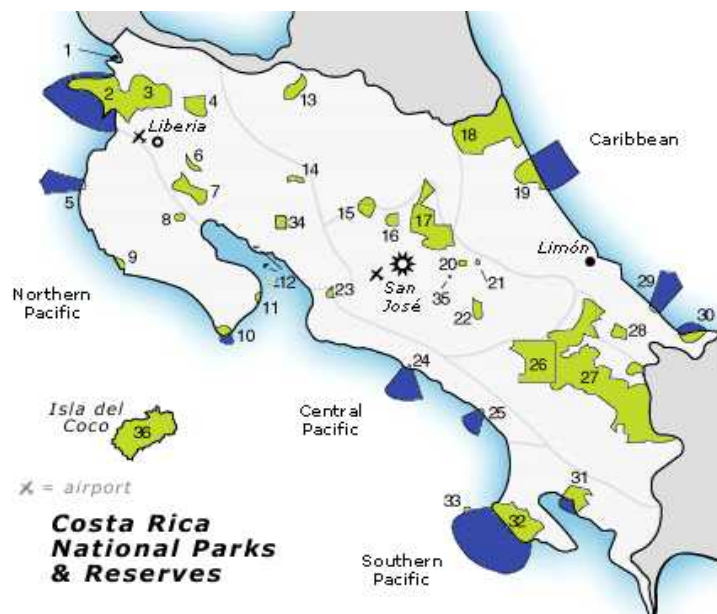 1
2
3
4
13
18
Liberia
Caribbean
6
14
19
5
7
15
17
8
34
16
Limón
9
12
20
21
San
José
35
29
Northern
Pacific
11
23
22
28
30
10
24
26
27
Isla del
Coco
Central
Pacific
25
36
31
✗ = airport
33
32
Costa Rica
National Parks
& Reserves
Southern
Pacific